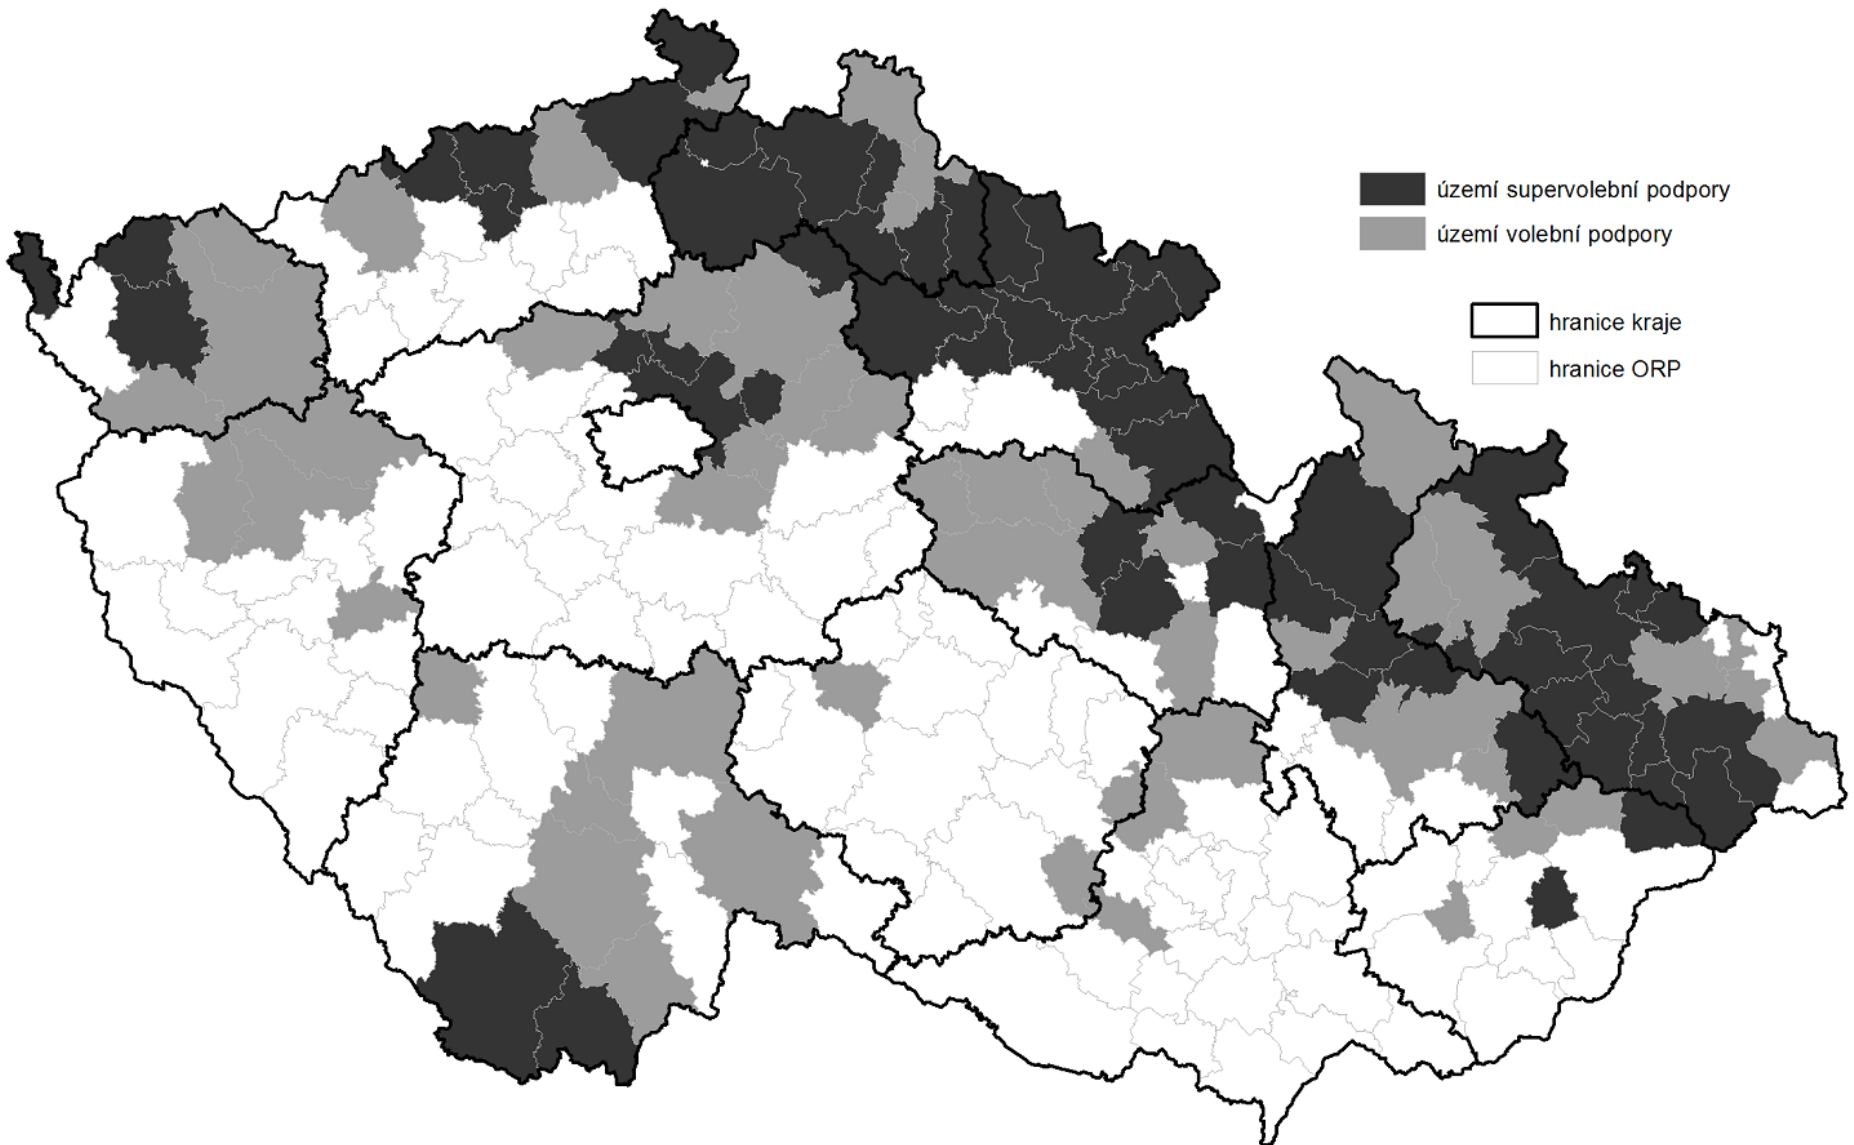 území supervolební podpory
území volební podpory
hranice kraje
hranice ORP